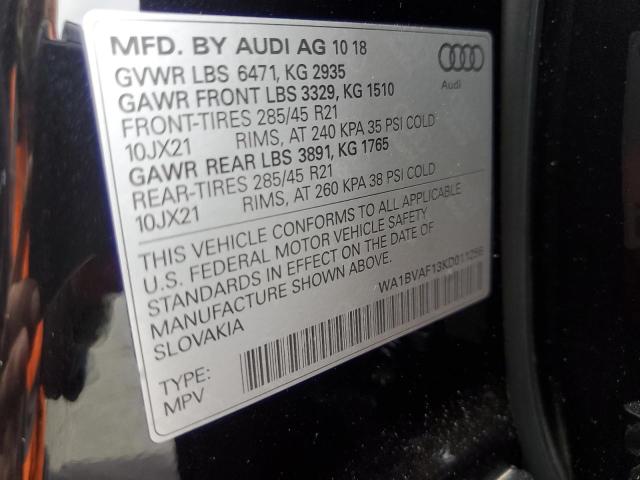 MFD. BY AUDI AG 10 18
GVWR LBS 6471, KG 2935
GAWR FRONT LBS 3329, KG 1510
FRONT-TIRES 285/45 R21
10JX21 RIMS, AT 240 KPA 35 PSI COLD
GAWR REAR LBS 3891, KG 1765
REAR-TIRES 285/45 R21
10JX21 RIMS, AT 260 KPA 38 PSI COLD
Audi
THIS VEHICLE CONFORMS TO ALL APPLICABLE
U.S. FEDERAL MOTOR VEHICLE SAFETY
STANDARDS IN EFFECT ON THE DATE OF
MANUFACTURE SHOWN ABOVE.
SLOVAKIA
WA1BVAF13KD011256
TYPE:
MPV